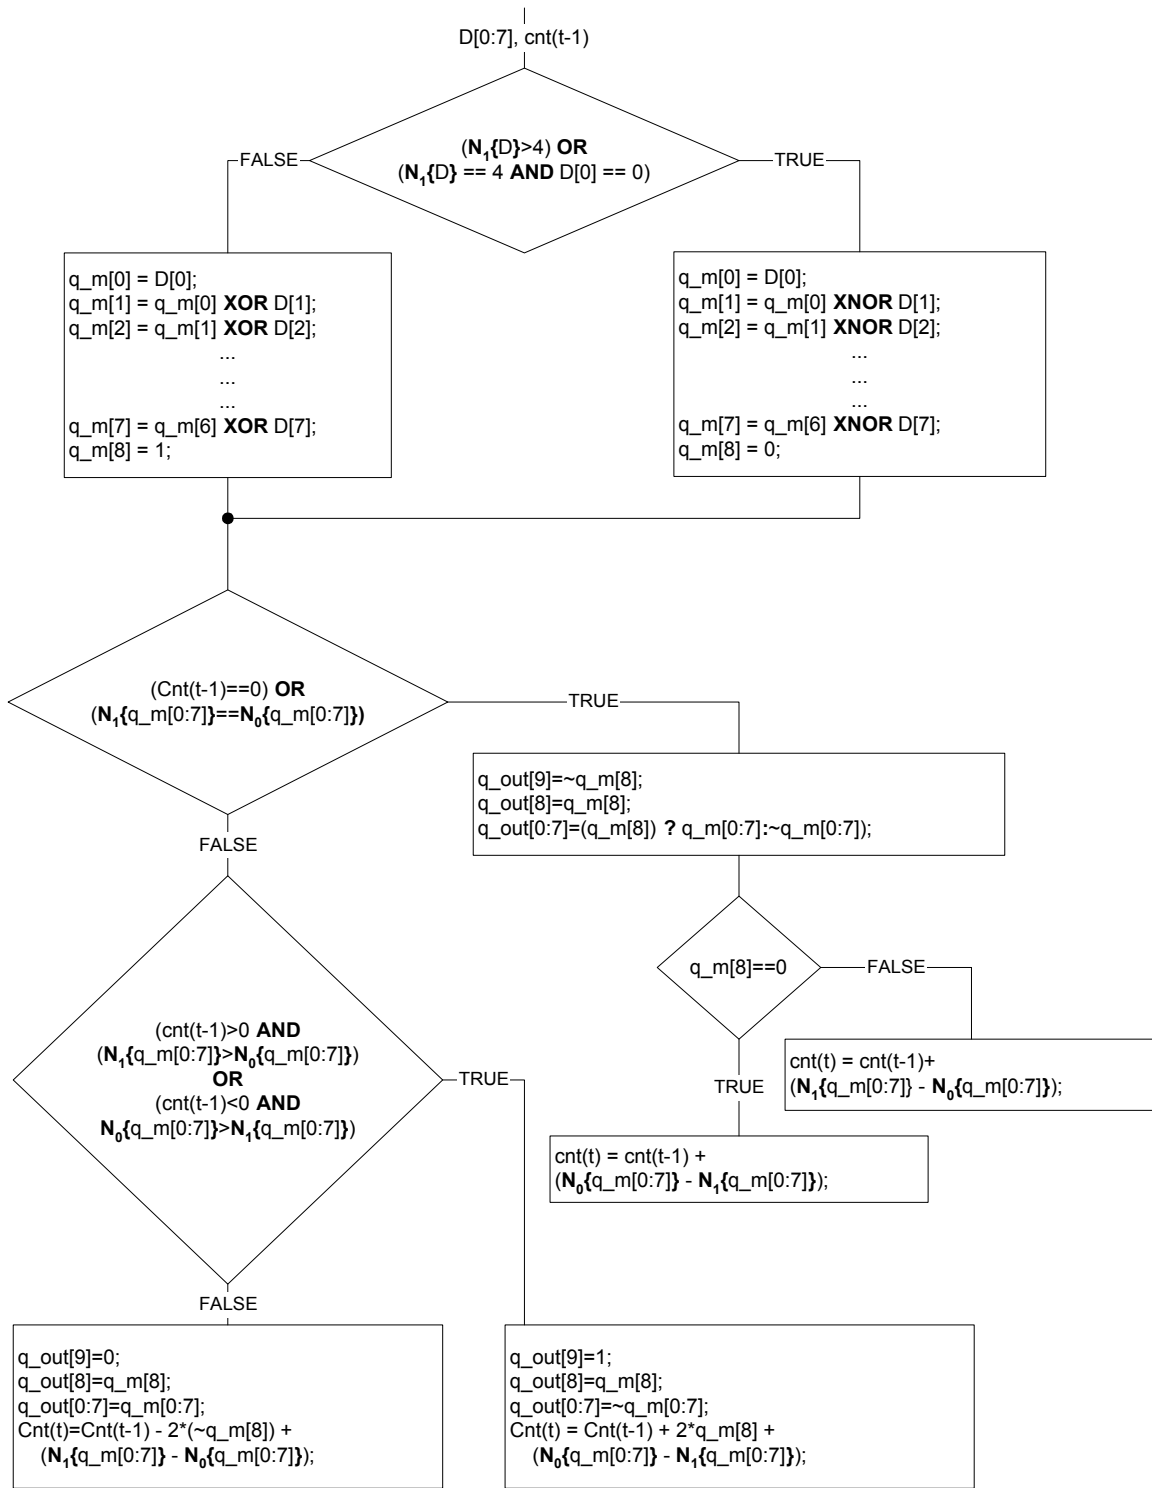 D[0:7], cnt(t-1)
(N1{D}>4) OR
(N1{D} == 4 AND D[0] == 0)
FALSE
TRUE
q_m[0] = D[0];
q_m[1] = q_m[0] XOR D[1];
q_m[2] = q_m[1] XOR D[2];
...
...
...
q_m[7] = q_m[6] XOR D[7];
q_m[8] = 1;
q_m[0] = D[0];
q_m[1] = q_m[0] XNOR D[1];
q_m[2] = q_m[1] XNOR D[2];
...
...
...
q_m[7] = q_m[6] XNOR D[7];
q_m[8] = 0;
(Cnt(t-1)==0) OR
(N1{q_m[0:7]}==N0{q_m[0:7]})
TRUE
q_out[9]=~q_m[8];
q_out[8]=q_m[8];
q_out[0:7]=(q_m[8]) ? q_m[0:7]:~q_m[0:7]);
FALSE
q_m[8]==0
FALSE
cnt(t) = cnt(t-1)+
(N1{q_m[0:7]} - N0{q_m[0:7]});
TRUE
cnt(t) = cnt(t-1) +
(N0{q_m[0:7]} - N1{q_m[0:7]});
(cnt(t-1)>0 AND
(N1{q_m[0:7]}>N0{q_m[0:7]})
OR
(cnt(t-1)<0 AND
N0{q_m[0:7]}>N1{q_m[0:7]})
TRUE
FALSE
q_out[9]=0;
q_out[8]=q_m[8];
q_out[0:7]=q_m[0:7];
Cnt(t)=Cnt(t-1) - 2*(~q_m[8]) +
(N1{q_m[0:7]} - N0{q_m[0:7]});
q_out[9]=1;
q_out[8]=q_m[8];
q_out[0:7]=~q_m[0:7];
Cnt(t) = Cnt(t-1) + 2*q_m[8] +
(N0{q_m[0:7]} - N1{q_m[0:7]});